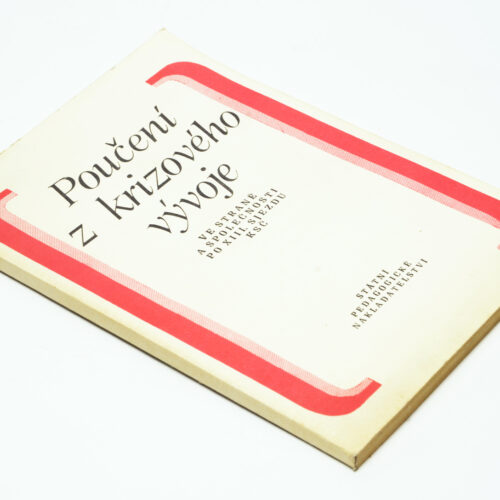 Poučení
z krizového
vývoje
VE STRANĚ
A SPOLEČNOSTI
PO XIII. SJEZDU
KSČ
STÁTNÍ
PEDAGOGICKÉ
NAKLADATELSTVÍ